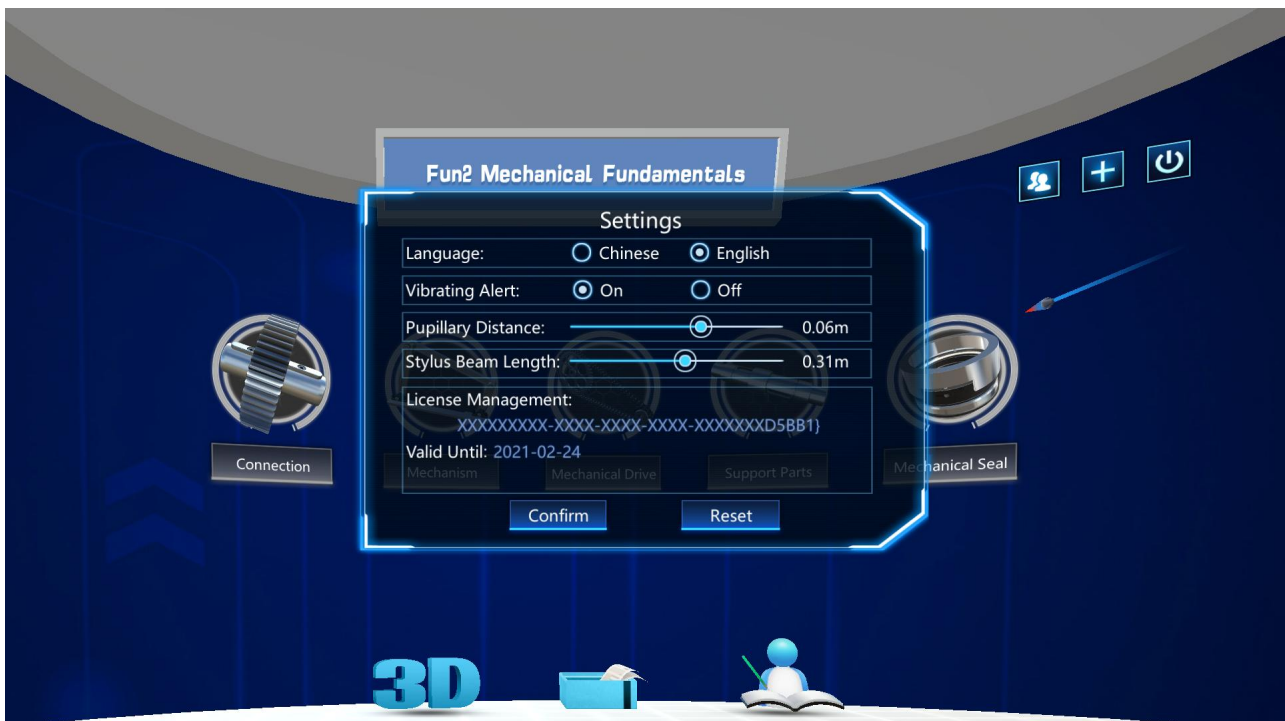 Fun2 Mechanical Fundamentals
Settings
Language: Chinese English
Vibrating Alert: On Off
Pupillary Distance: 0.06m
Stylus Beam Length: 0.31m
License Management:
XXXXXXXXX-XXXX-XXXX-XXXX-XXXXXXXD5BB1}
Valid Until: 2021-02-24
Connection Mechanism Mechanical Drive Support Parts Mechanical Seal
Confirm Reset
3D